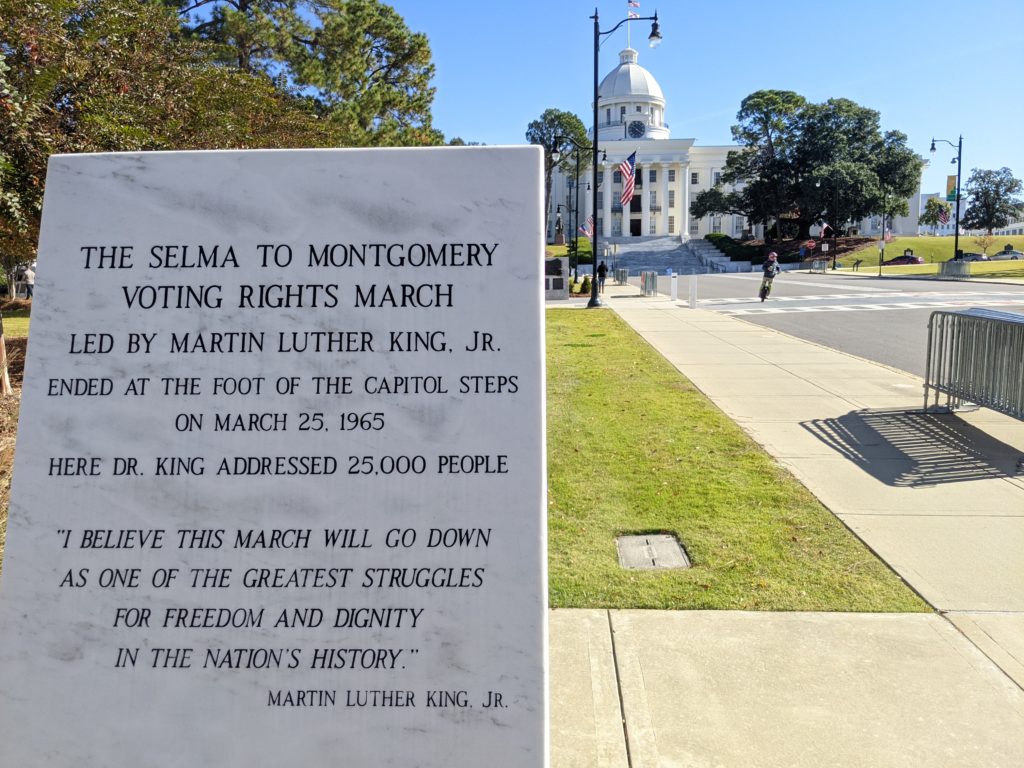 THE SELMA TO MONTGOMERY
VOTING RIGHTS MARCH
LED BY MARTIN LUTHER KING, JR.
ENDED AT THE FOOT OF THE CAPITOL STEPS
ON MARCH 25, 1965
HERE DR. KING ADDRESSED 25,000 PEOPLE
"I BELIEVE THIS MARCH WILL GO DOWN
AS ONE OF THE GREATEST STRUGGLES
FOR FREEDOM AND DIGNITY
IN THE NATION'S HISTORY."
MARTIN LUTHER KING, JR.